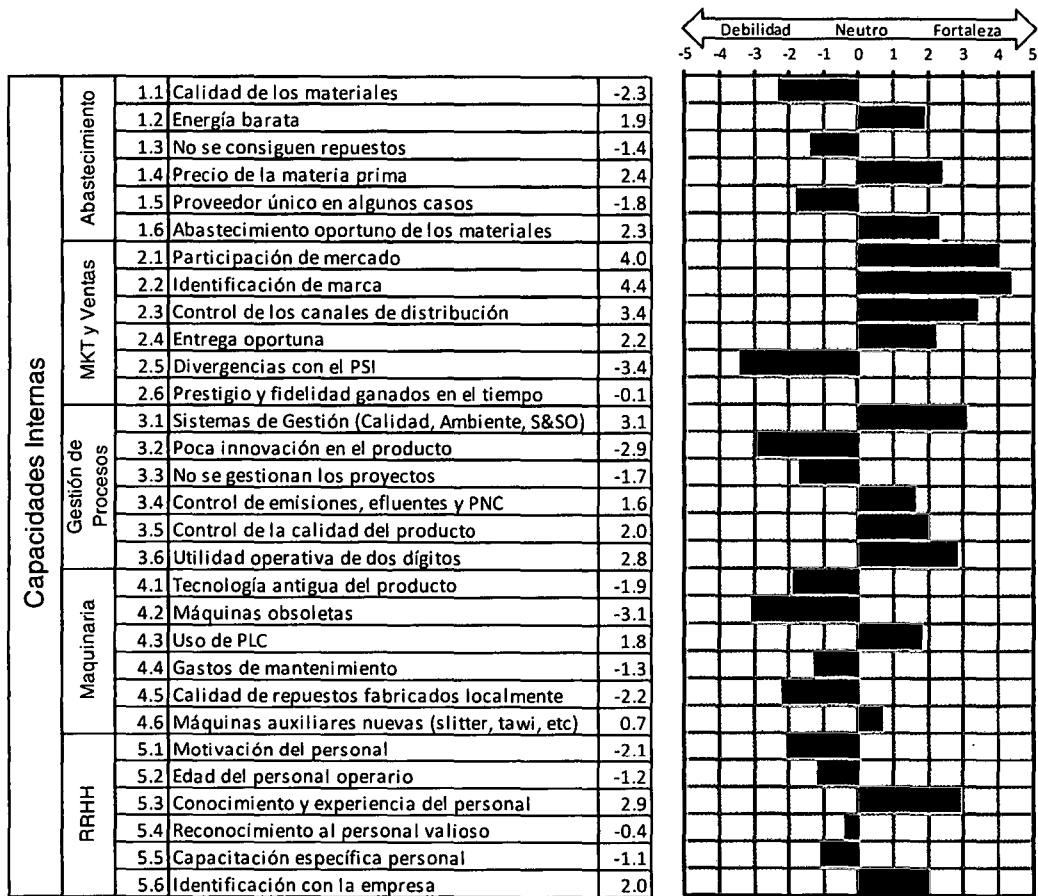 Debilidad Neutro Fortaleza
-5 -4 -3 -2 -1 0 1 2 3 4 5
Capacidades Internas
Abastecimiento
1.1 Calidad de los materiales -2.3
1.2 Energía barata 1.9
1.3 No se consiguen repuestos -1.4
1.4 Precio de la materia prima 2.4
1.5 Proveedor único en algunos casos -1.8
1.6 Abastecimiento oportuno de los materiales 2.3
MKT y Ventas
2.1 Participación de mercado 4.0
2.2 Identificación de marca 4.4
2.3 Control de los canales de distribución 3.4
2.4 Entrega oportuna 2.2
2.5 Divergencias con el PSI -3.4
2.6 Prestigio y fidelidad ganados en el tiempo -0.1
Gestión de
Procesos
3.1 Sistemas de Gestión (Calidad, Ambiente, S&SO) 3.1
3.2 Poca innovación en el producto -2.9
3.3 No se gestionan los proyectos -1.7
3.4 Control de emisiones, efluentes y PNC 1.6
3.5 Control de la calidad del producto 2.0
3.6 Utilidad operativa de dos dígitos 2.8
Maquinaria
4.1 Tecnología antigua del producto -1.9
4.2 Máquinas obsoletas -3.1
4.3 Uso de PLC 1.8
4.4 Gastos de mantenimiento -1.3
4.5 Calidad de repuestos fabricados localmente -2.2
4.6 Máquinas auxiliares nuevas (slitter, tawi, etc) 0.7
RRHH
5.1 Motivación del personal -2.1
5.2 Edad del personal operario -1.2
5.3 Conocimiento y experiencia del personal 2.9
5.4 Reconocimiento al personal valioso -0.4
5.5 Capacitación específica personal -1.1
5.6 Identificación con la empresa 2.0